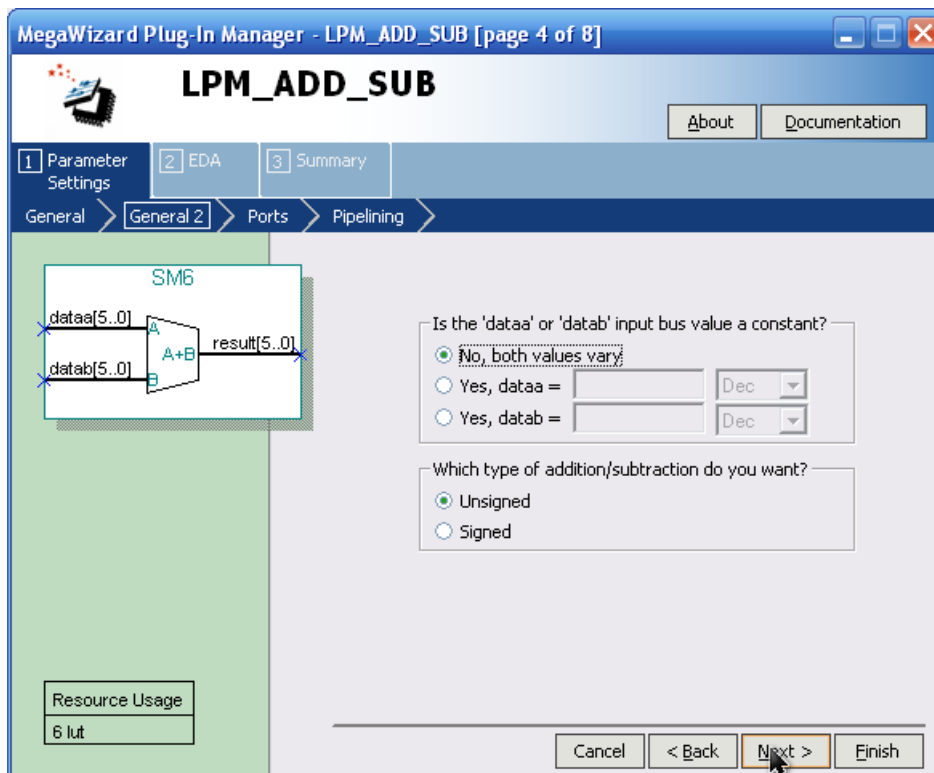 MegaWizard Plug-In Manager - LPM_ADD_SUB [page 4 of 8]
LPM_ADD_SUB
About
Documentation
1 Parameter Settings
2 EDA
3 Summary
General
General 2
Ports
Pipelining
SM6
dataa[5..0]
A
A+B
result[5..0]
datab[5..0]
B
Is the 'dataa' or 'datab' input bus value a constant?
No, both values vary
Yes, dataa =
Dec
Yes, datab =
Dec
Which type of addition/subtraction do you want?
Unsigned
Signed
Resource Usage
6 lut
Cancel
< Back
Next >
Finish